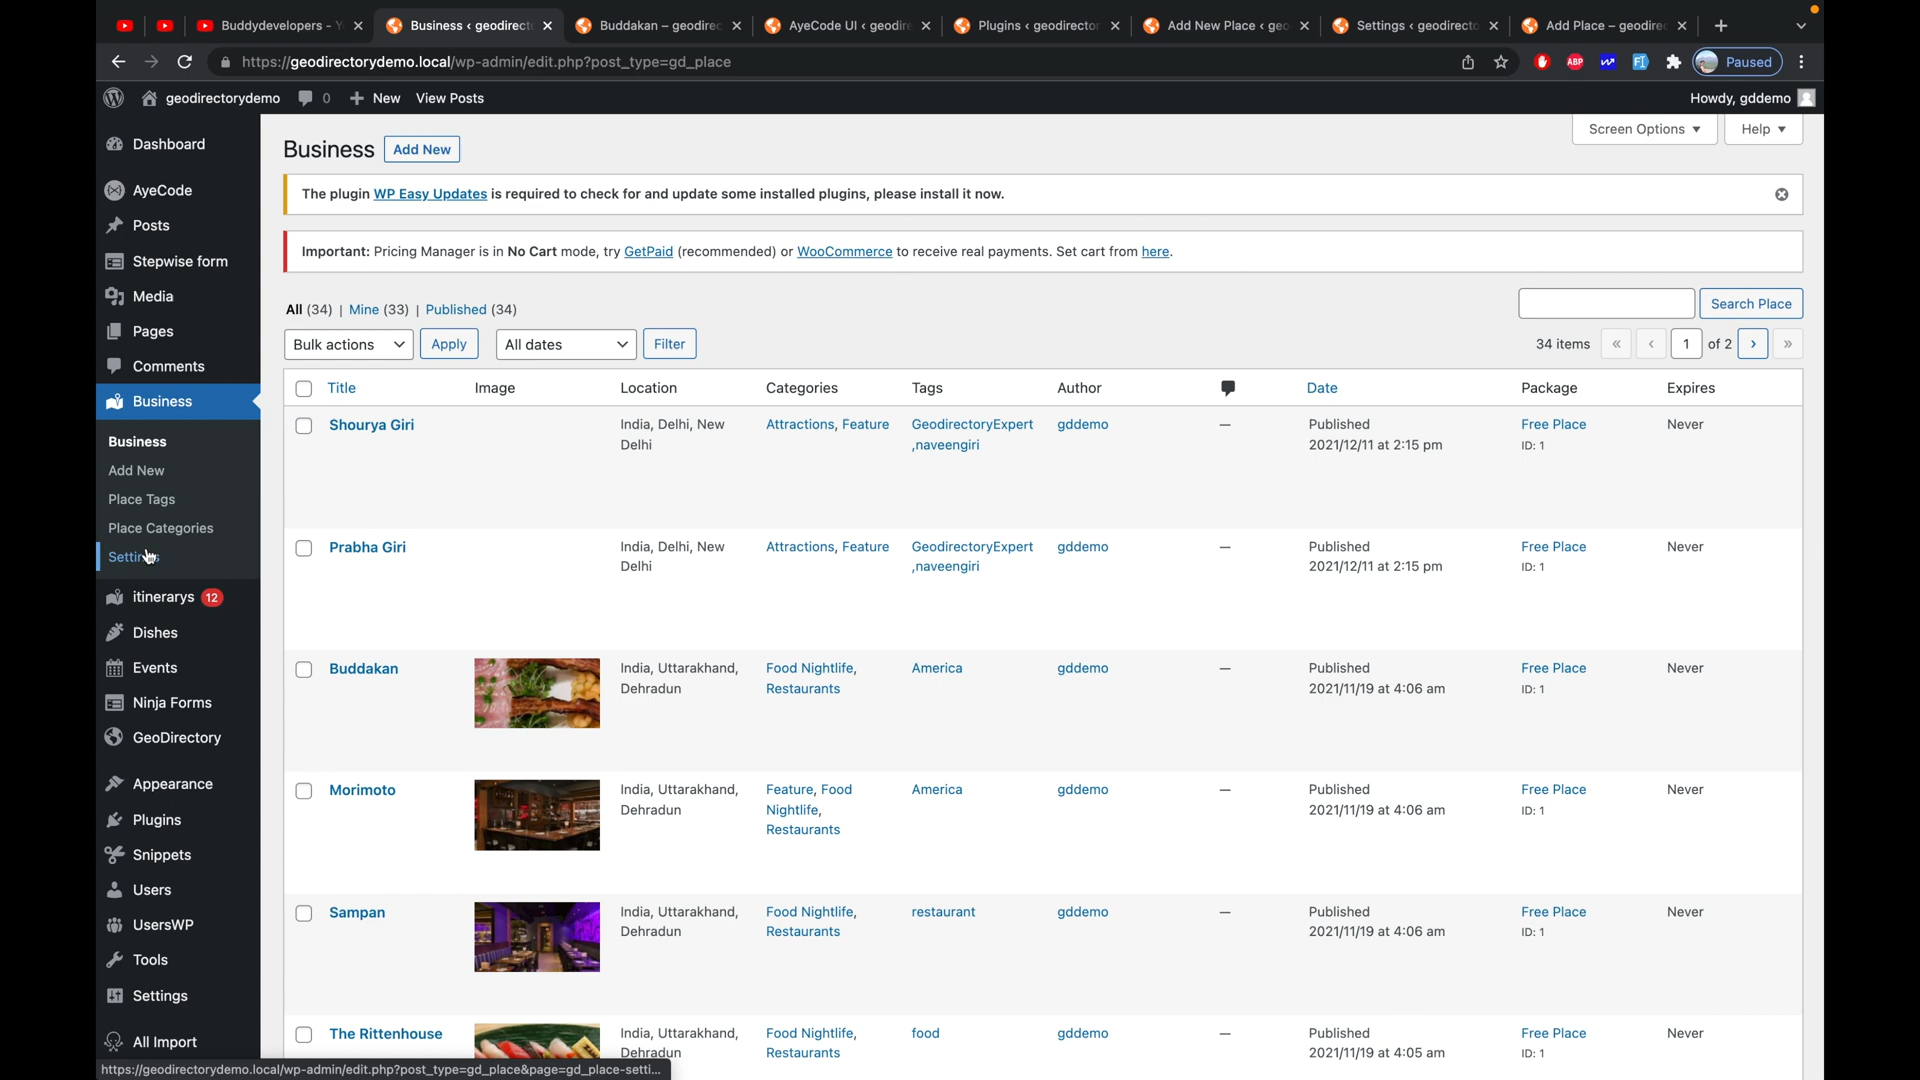 Buddydevelopers - Y
Business ‹ geodirect
Buddakan – geodirec
AyeCode UI ‹ geodire
Plugins ‹ geodirector
Add New Place ‹ geo
Settings ‹ geodirecto
Add Place – geodire
https://geodirectorydemo.local/wp-admin/edit.php?post_type=gd_place
ABP
Paused
geodirectorydemo
0
New
View Posts
Howdy, gddemo
Dashboard
AyeCode
Posts
Stepwise form
Media
Pages
Comments
Business
Business
Add New
Place Tags
Place Categories
Settings
itinerarys 12
Dishes
Events
Ninja Forms
GeoDirectory
Appearance
Plugins
Snippets
Users
UsersWP
Tools
Settings
All Import
Screen Options
Help
Business
Add New
The plugin WP Easy Updates is required to check for and update some installed plugins, please install it now.
Important: Pricing Manager is in No Cart mode, try GetPaid (recommended) or WooCommerce to receive real payments. Set cart from here.
All (34) | Mine (33) | Published (34)
Search Place
Bulk actions
Apply
All dates
Filter
34 items « ‹ 1 of 2 › »
Title Image Location Categories Tags Author Date Package Expires
Shourya Giri
India, Delhi, New
Delhi
Attractions, Feature
GeodirectoryExpert
,naveengiri
gddemo
—
Published
2021/12/11 at 2:15 pm
Free Place
ID: 1
Never
Prabha Giri
India, Delhi, New
Delhi
Attractions, Feature
GeodirectoryExpert
,naveengiri
gddemo
—
Published
2021/12/11 at 2:15 pm
Free Place
ID: 1
Never
Buddakan
India, Uttarakhand,
Dehradun
Food Nightlife,
Restaurants
America
gddemo
—
Published
2021/11/19 at 4:06 am
Free Place
ID: 1
Never
Morimoto
India, Uttarakhand,
Dehradun
Feature, Food
Nightlife,
Restaurants
America
gddemo
—
Published
2021/11/19 at 4:06 am
Free Place
ID: 1
Never
Sampan
India, Uttarakhand,
Dehradun
Food Nightlife,
Restaurants
restaurant
gddemo
—
Published
2021/11/19 at 4:06 am
Free Place
ID: 1
Never
The Rittenhouse
India, Uttarakhand,
Dehradun
Food Nightlife,
Restaurants
food
gddemo
—
Published
2021/11/19 at 4:05 am
Free Place
ID: 1
Never
https://geodirectorydemo.local/wp-admin/edit.php?post_type=gd_place&page=gd_place-setti...